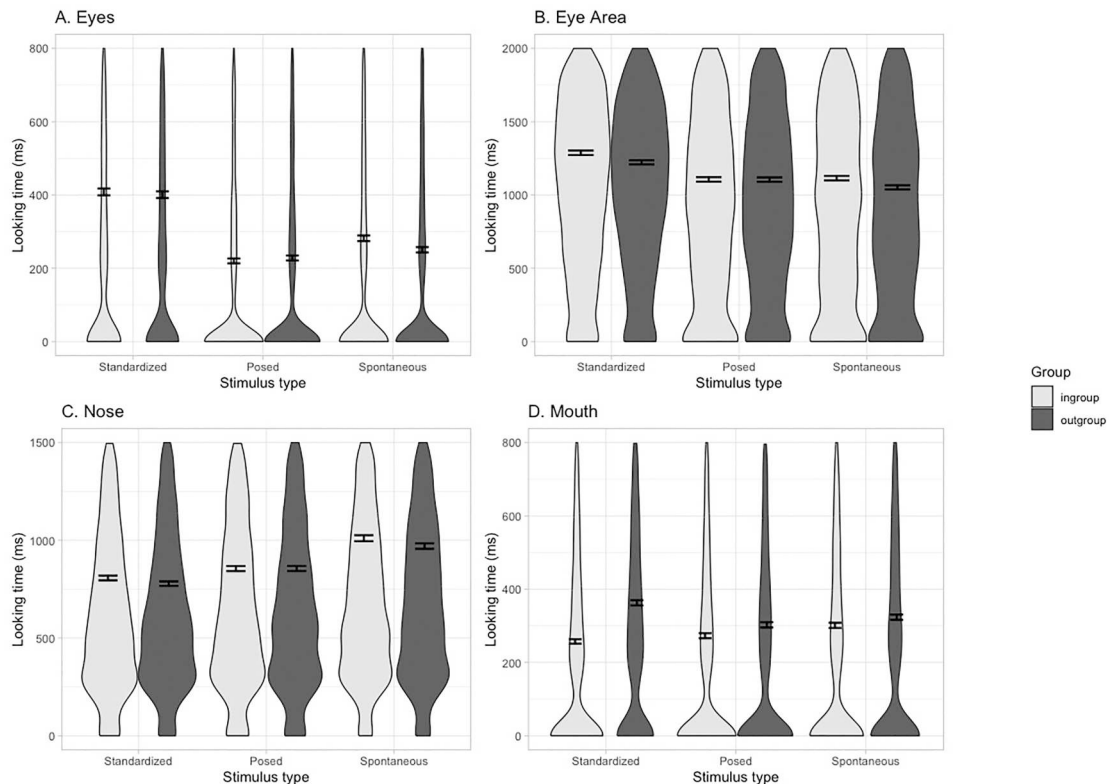 A. Eyes
Looking time (ms)
800
600
400
200
0
Standardized Posed Spontaneous
Stimulus type
B. Eye Area
Looking time (ms)
2000
1500
1000
500
0
Standardized Posed Spontaneous
Stimulus type
C. Nose
Looking time (ms)
1500
1000
500
0
Standardized Posed Spontaneous
Stimulus type
D. Mouth
Looking time (ms)
800
600
400
200
0
Standardized Posed Spontaneous
Stimulus type
Group
ingroup
outgroup